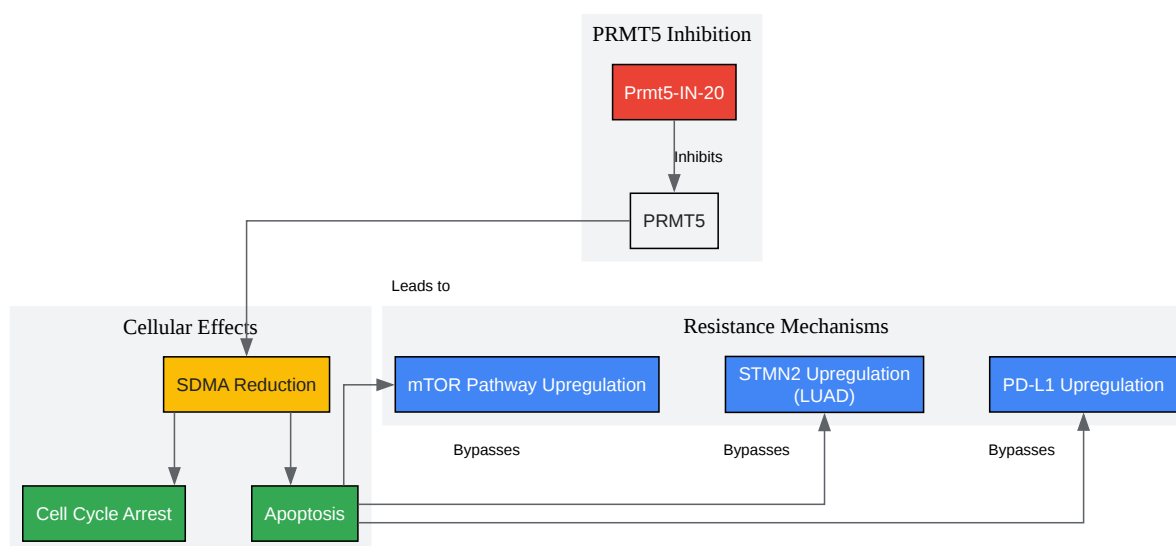 PRMT5 Inhibition
Prmt5-IN-20
Inhibits
PRMT5
Leads to
Cellular Effects
SDMA Reduction
Cell Cycle Arrest
Apoptosis
Resistance Mechanisms
mTOR Pathway Upregulation
STMN2 Upregulation
(LUAD)
PD-L1 Upregulation
Bypasses
Bypasses
Bypasses